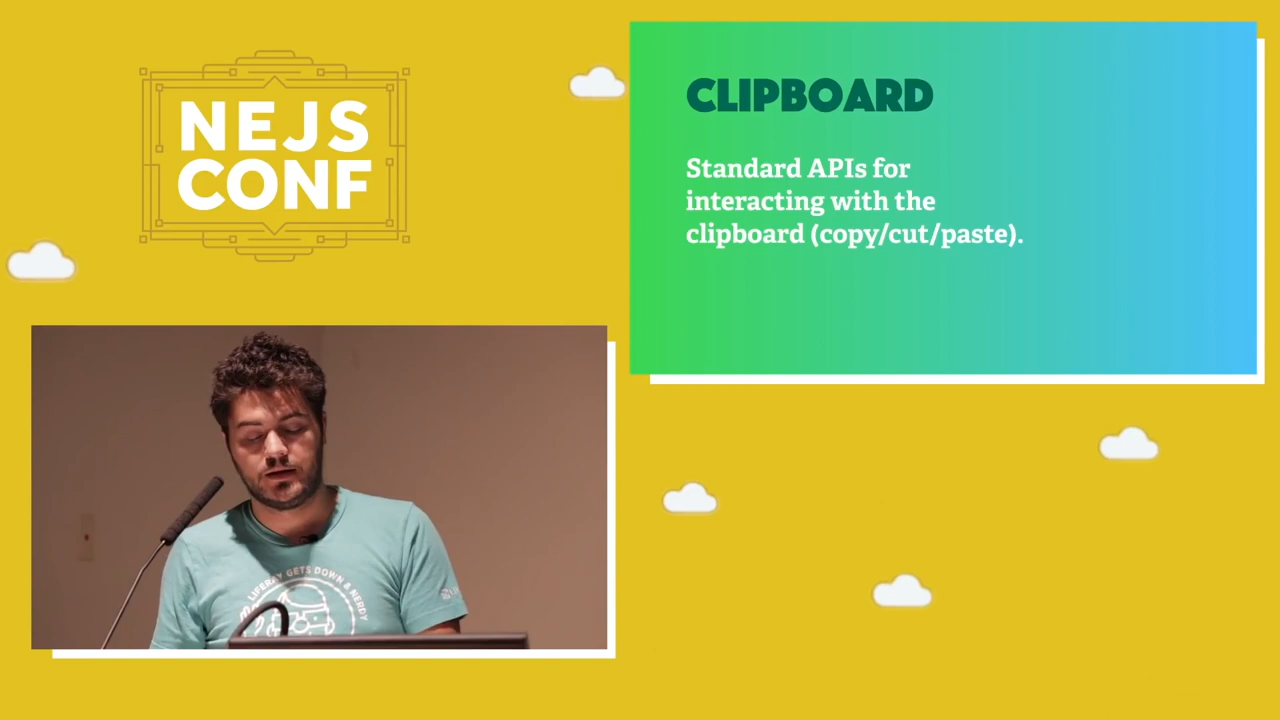 NEJS
CONF
CLIPBOARD
Standard APIs for
interacting with the
clipboard (copy/cut/paste).
LIFERAY GETS DOWN & NERDY